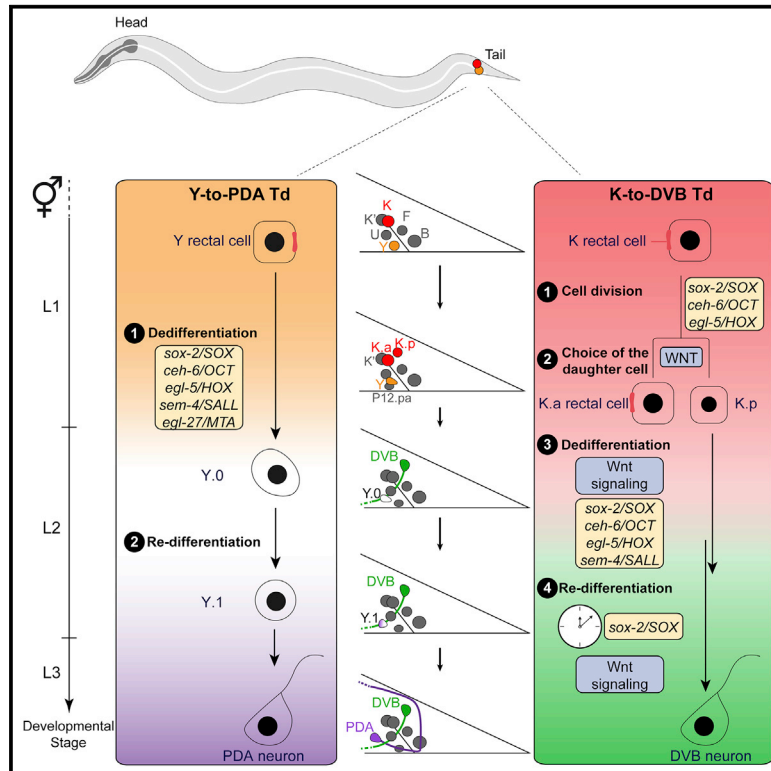 Head
Tail
⚥
L1
L2
L3
Developmental
Stage
Y-to-PDA Td
Y rectal cell
1 Dedifferentiation
sox-2/SOX
ceh-6/OCT
egl-5/HOX
sem-4/SALL
egl-27/MTA
Y.0
2 Re-differentiation
Y.1
PDA neuron
K
K' F
U B
Y
K.a K.p
K'
Y
P12.pa
DVB
Y.0
DVB
Y.1
DVB
PDA
K-to-DVB Td
K rectal cell
1 Cell division
sox-2/SOX
ceh-6/OCT
egl-5/HOX
2 Choice of the
daughter cell
WNT
K.a rectal cell
K.p
3 Dedifferentiation
Wnt
signaling
sox-2/SOX
ceh-6/OCT
egl-5/HOX
sem-4/SALL
4 Re-differentiation
sox-2/SOX
Wnt
signaling
DVB neuron